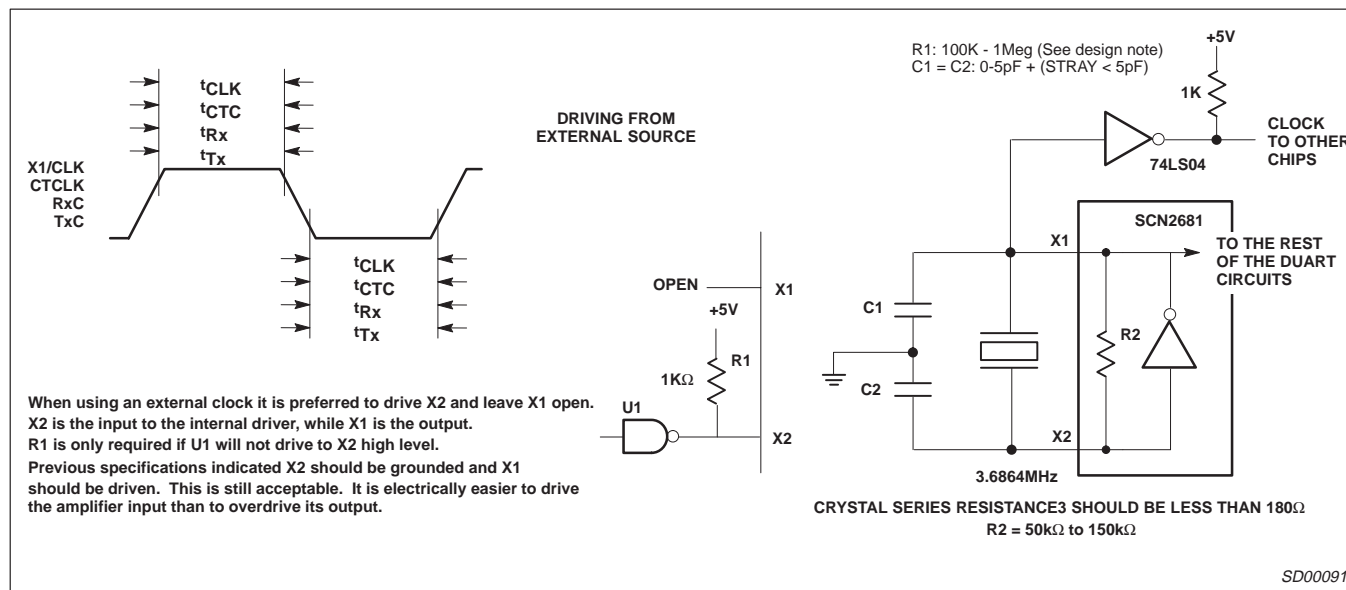 tCLK
tCTC
tRx
tTx
X1/CLK
CTCLK
RxC
TxC
tCLK
tCTC
tRx
tTx
When using an external clock it is preferred to drive X2 and leave X1 open.
X2 is the input to the internal driver, while X1 is the output.
R1 is only required if U1 will not drive to X2 high level.
Previous specifications indicated X2 should be grounded and X1
should be driven. This is still acceptable. It is electrically easier to drive
the amplifier input than to overdrive its output.
DRIVING FROM
EXTERNAL SOURCE
OPEN
X1
+5V
R1
1KΩ
U1
X2
R1: 100K - 1Meg (See design note)
C1 = C2: 0-5pF + (STRAY < 5pF)
+5V
1K
CLOCK
TO OTHER
CHIPS
74LS04
SCN2681
X1
TO THE REST
OF THE DUART
CIRCUITS
C1
R2
C2
X2
3.6864MHz
CRYSTAL SERIES RESISTANCE3 SHOULD BE LESS THAN 180Ω
R2 = 50kΩ to 150kΩ
SD00091